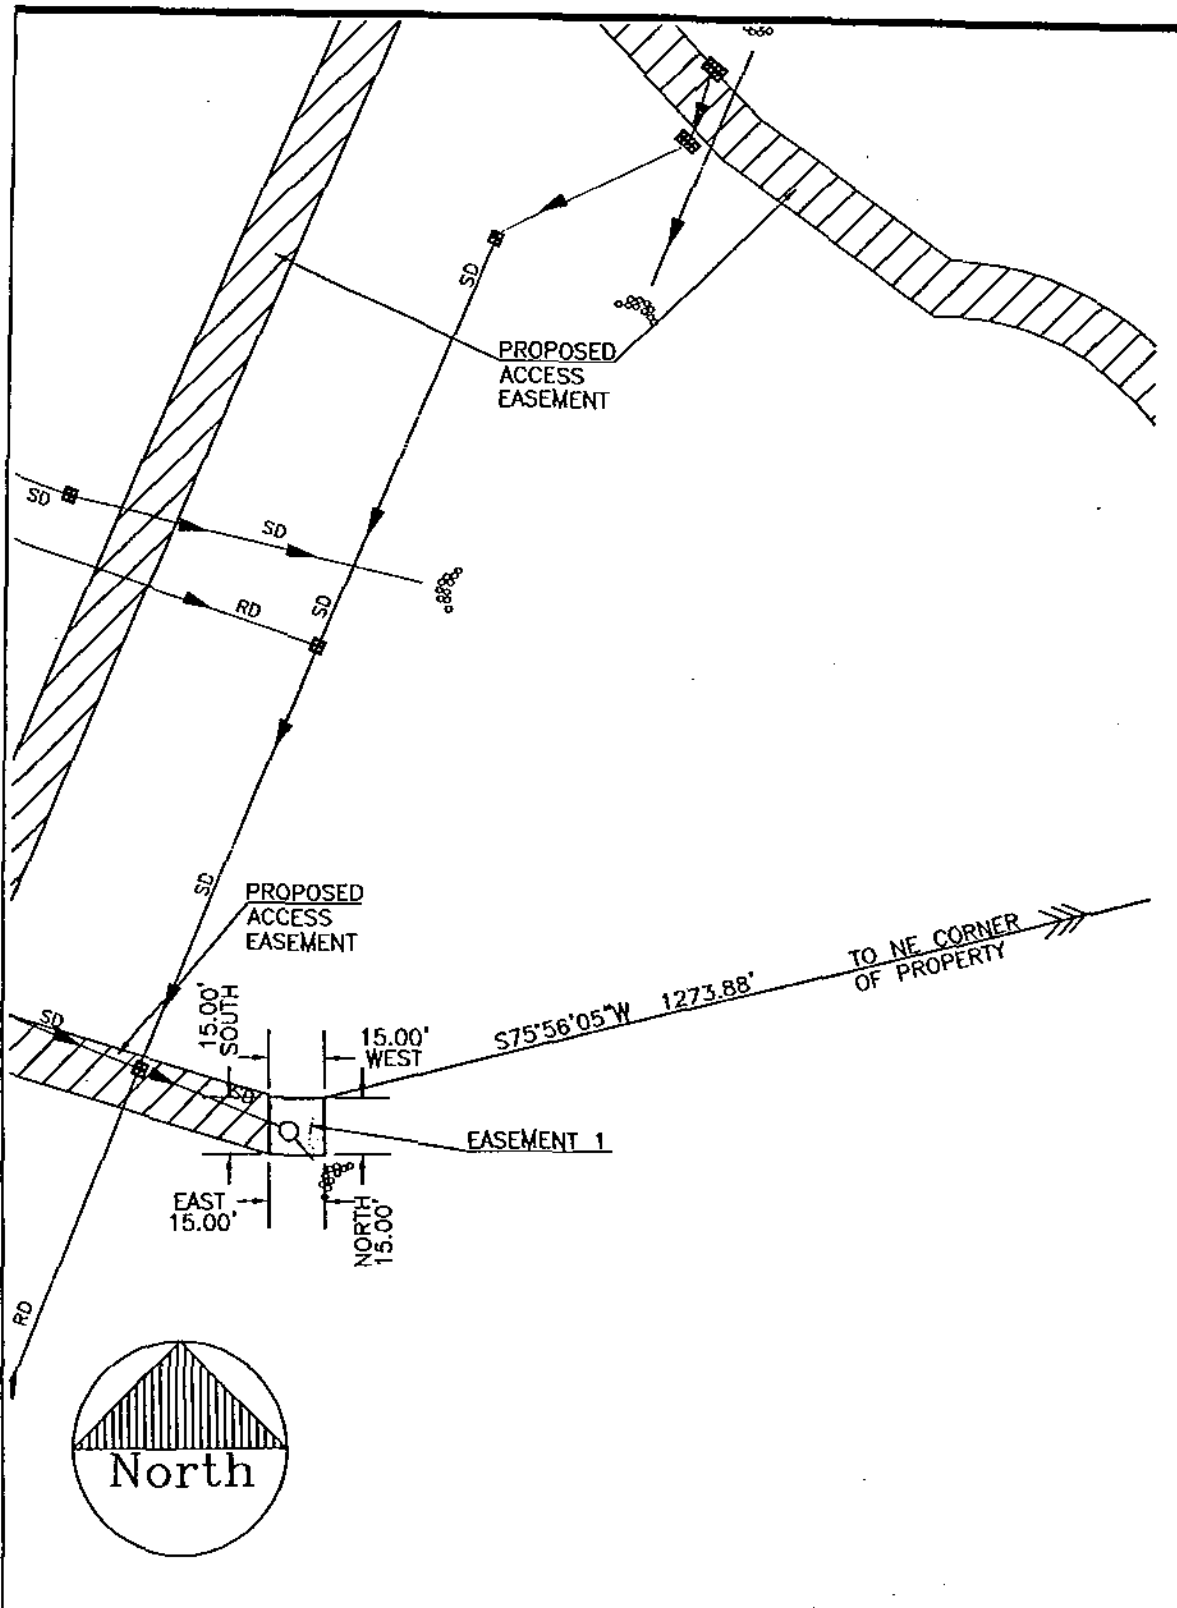 SD
PROPOSED
ACCESS
EASEMENT
SD
SD
RD
SD
SD
PROPOSED
ACCESS
EASEMENT
TO NE CORNER
OF PROPERTY
S75°56'05"W 1273.88'
SD
15.00'
SOUTH
15.00'
WEST
SD
EASEMENT 1
EAST
15.00'
NORTH
15.00'
RD
North